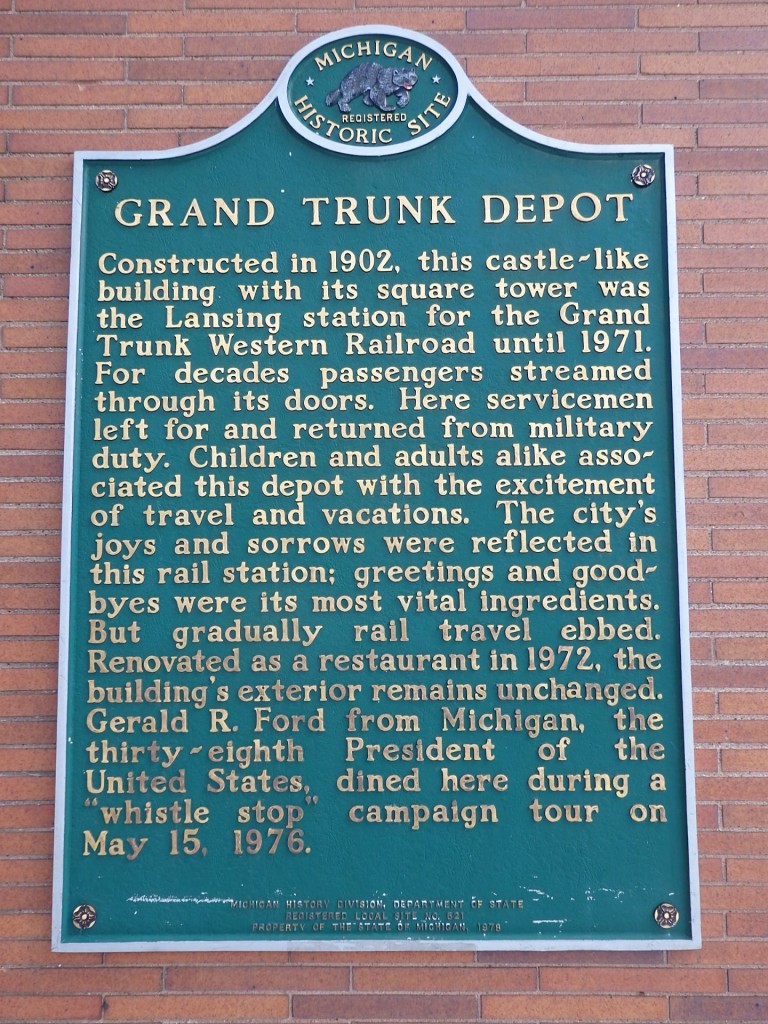 MICHIGAN
REGISTERED
HISTORIC SITE
GRAND TRUNK DEPOT
Constructed in 1902, this castle-like
building with its square tower was
the Lansing station for the Grand
Trunk Western Railroad until 1971.
For decades passengers streamed
through its doors. Here servicemen
left for and returned from military
duty. Children and adults alike asso-
ciated this depot with the excitement
of travel and vacations. The city's
joys and sorrows were reflected in
this rail station; greetings and good-
byes were its most vital ingredients.
But gradually rail travel ebbed.
Renovated as a restaurant in 1972, the
building's exterior remains unchanged.
Gerald R. Ford from Michigan, the
thirty-eighth President of the
United States, dined here during a
"whistle stop" campaign tour on
May 15, 1976.
MICHIGAN HISTORY DIVISION, DEPARTMENT OF STATE
REGISTERED LOCAL SITE NO. 521
PROPERTY OF THE STATE OF MICHIGAN, 1976